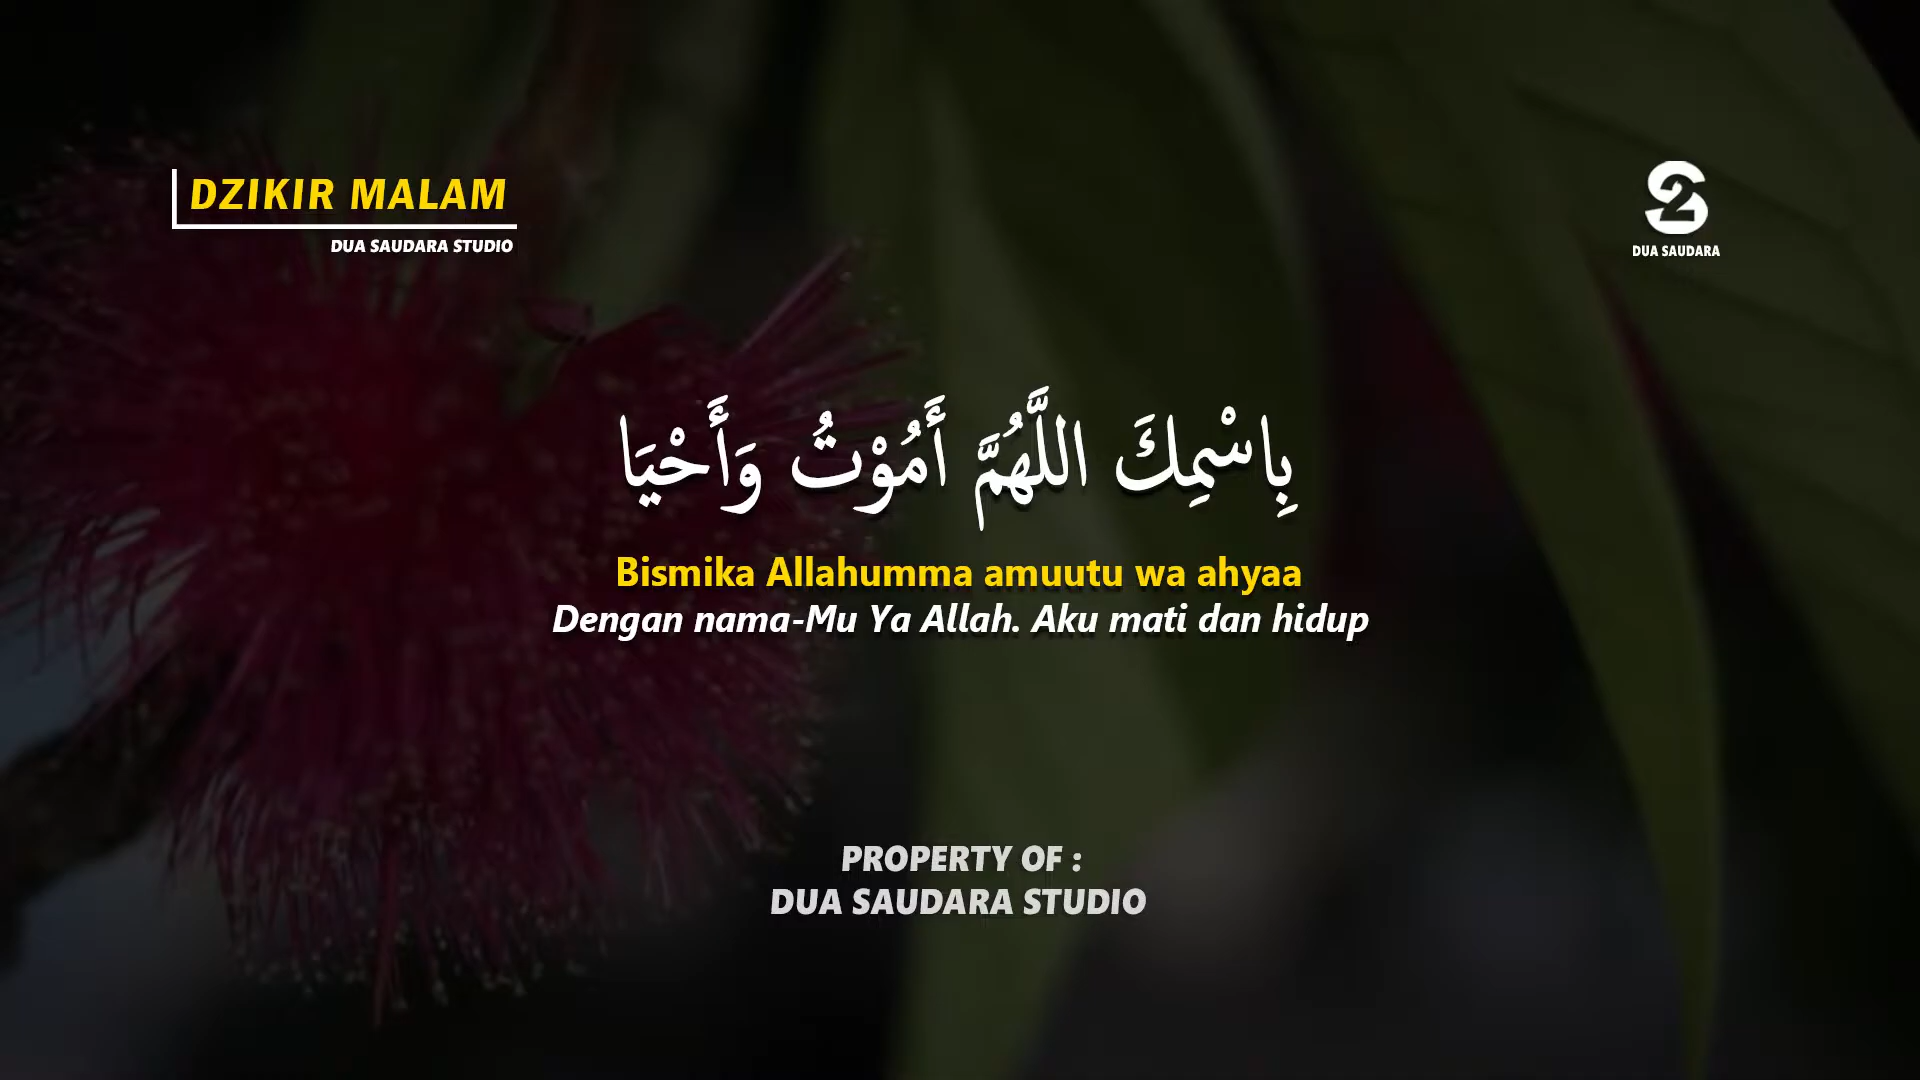 DZIKIR MALAM
DUA SAUDARA STUDIO
S2
DUA SAUDARA
بِاسْمِكَ اللَّهُمَّ أَمُوْتُ وَأَحْيَا
Bismika Allahumma amuutu wa ahyaa
Dengan nama-Mu Ya Allah. Aku mati dan hidup
PROPERTY OF :
DUA SAUDARA STUDIO